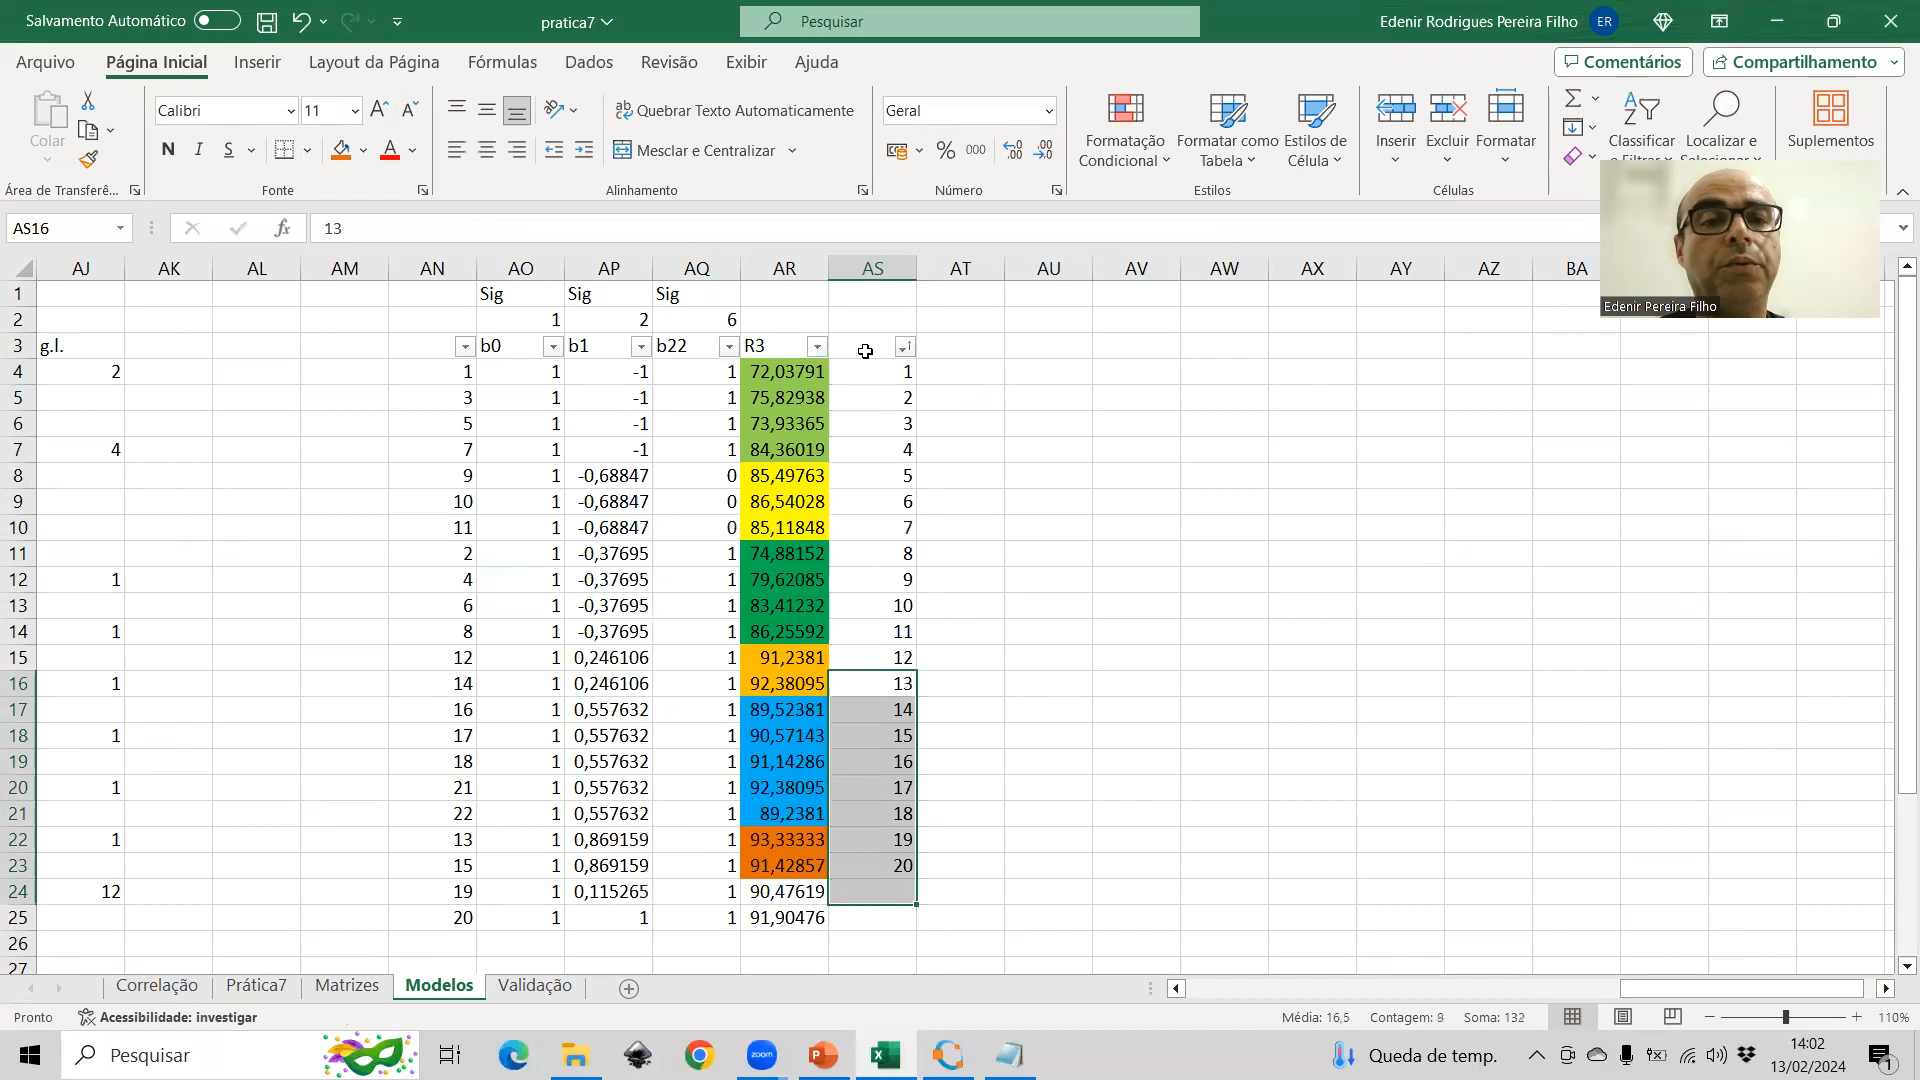 Salvamento Automático
pratica7
Pesquisar
Edenir Rodrigues Pereira Filho
ER
Arquivo Página Inicial Inserir Layout da Página Fórmulas Dados Revisão Exibir Ajuda
Comentários Compartilhamento
Colar
Calibri 11
Quebrar Texto Automaticamente
Geral
Formatação Condicional
Formatar como Tabela
Estilos de Célula
Inserir Excluir Formatar
Classificar
Localizar e
Suplementos
N I S A
Mesclar e Centralizar
% 000
Área de Transferê... Fonte Alinhamento Número Estilos Células
AS16 fx 13
Edenir Pereira Filho
AJ AK AL AM AN AO AP AQ AR AS AT AU AV AW AX AY AZ BA
1 Sig Sig Sig
2 1 2 6
3 g.l. b0 b1 b22 R3
4 2 1 1 -1 1 72,03791 1
5 3 1 -1 1 75,82938 2
6 5 1 -1 1 73,93365 3
7 4 7 1 -1 1 84,36019 4
8 9 1 -0,68847 0 85,49763 5
9 10 1 -0,68847 0 86,54028 6
10 11 1 -0,68847 0 85,11848 7
11 2 1 -0,37695 1 74,88152 8
12 1 4 1 -0,37695 1 79,62085 9
13 6 1 -0,37695 1 83,41232 10
14 1 8 1 -0,37695 1 86,25592 11
15 12 1 0,246106 1 91,2381 12
16 1 14 1 0,246106 1 92,38095 13
17 16 1 0,557632 1 89,52381 14
18 1 17 1 0,557632 1 90,57143 15
19 18 1 0,557632 1 91,14286 16
20 1 21 1 0,557632 1 92,38095 17
21 22 1 0,557632 1 89,2381 18
22 1 13 1 0,869159 1 93,33333 19
23 15 1 0,869159 1 91,42857 20
24 12 19 1 0,115265 1 90,47619
25 20 1 1 1 91,90476
26
27
Correlação Prática7 Matrizes Modelos Validação
Pronto Acessibilidade: investigar Média: 16,5 Contagem: 8 Soma: 132 110%
Pesquisar
zoom
Queda de temp.
14:02
13/02/2024
1